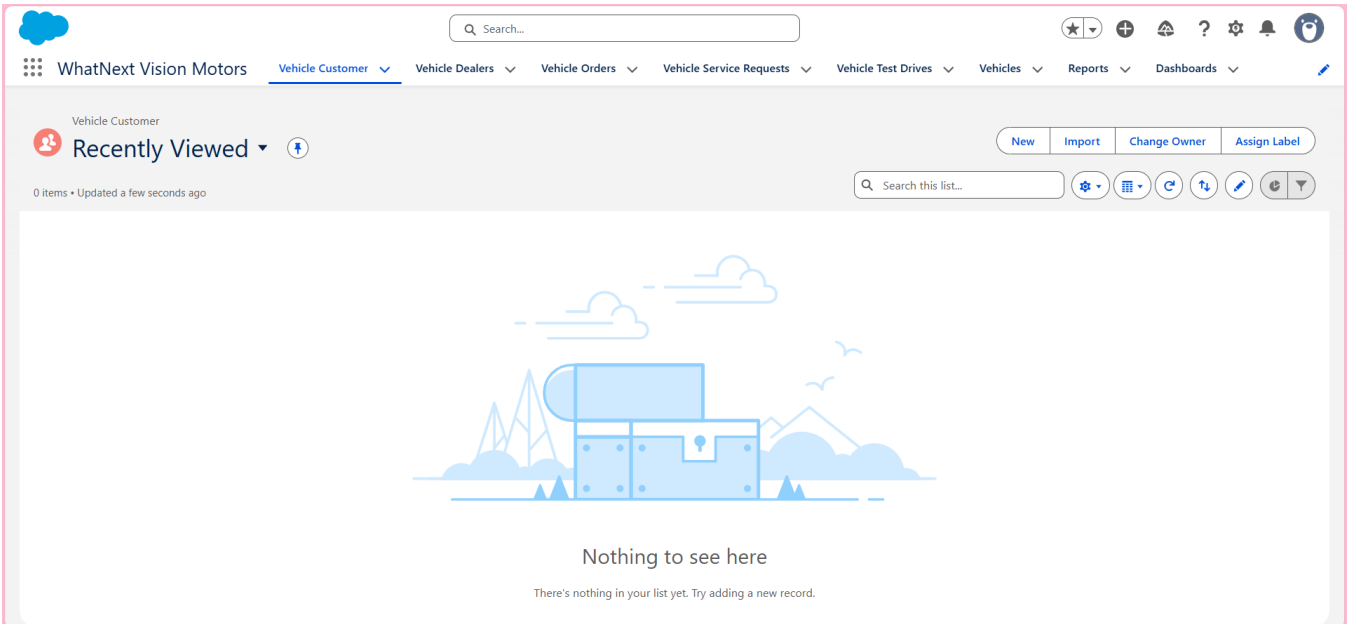 Search...
WhatNext Vision Motors Vehicle Customer Vehicle Dealers Vehicle Orders Vehicle Service Requests Vehicle Test Drives Vehicles Reports Dashboards
Vehicle Customer
Recently Viewed
New Import Change Owner Assign Label
0 items • Updated a few seconds ago
Search this list...
Nothing to see here
There's nothing in your list yet. Try adding a new record.